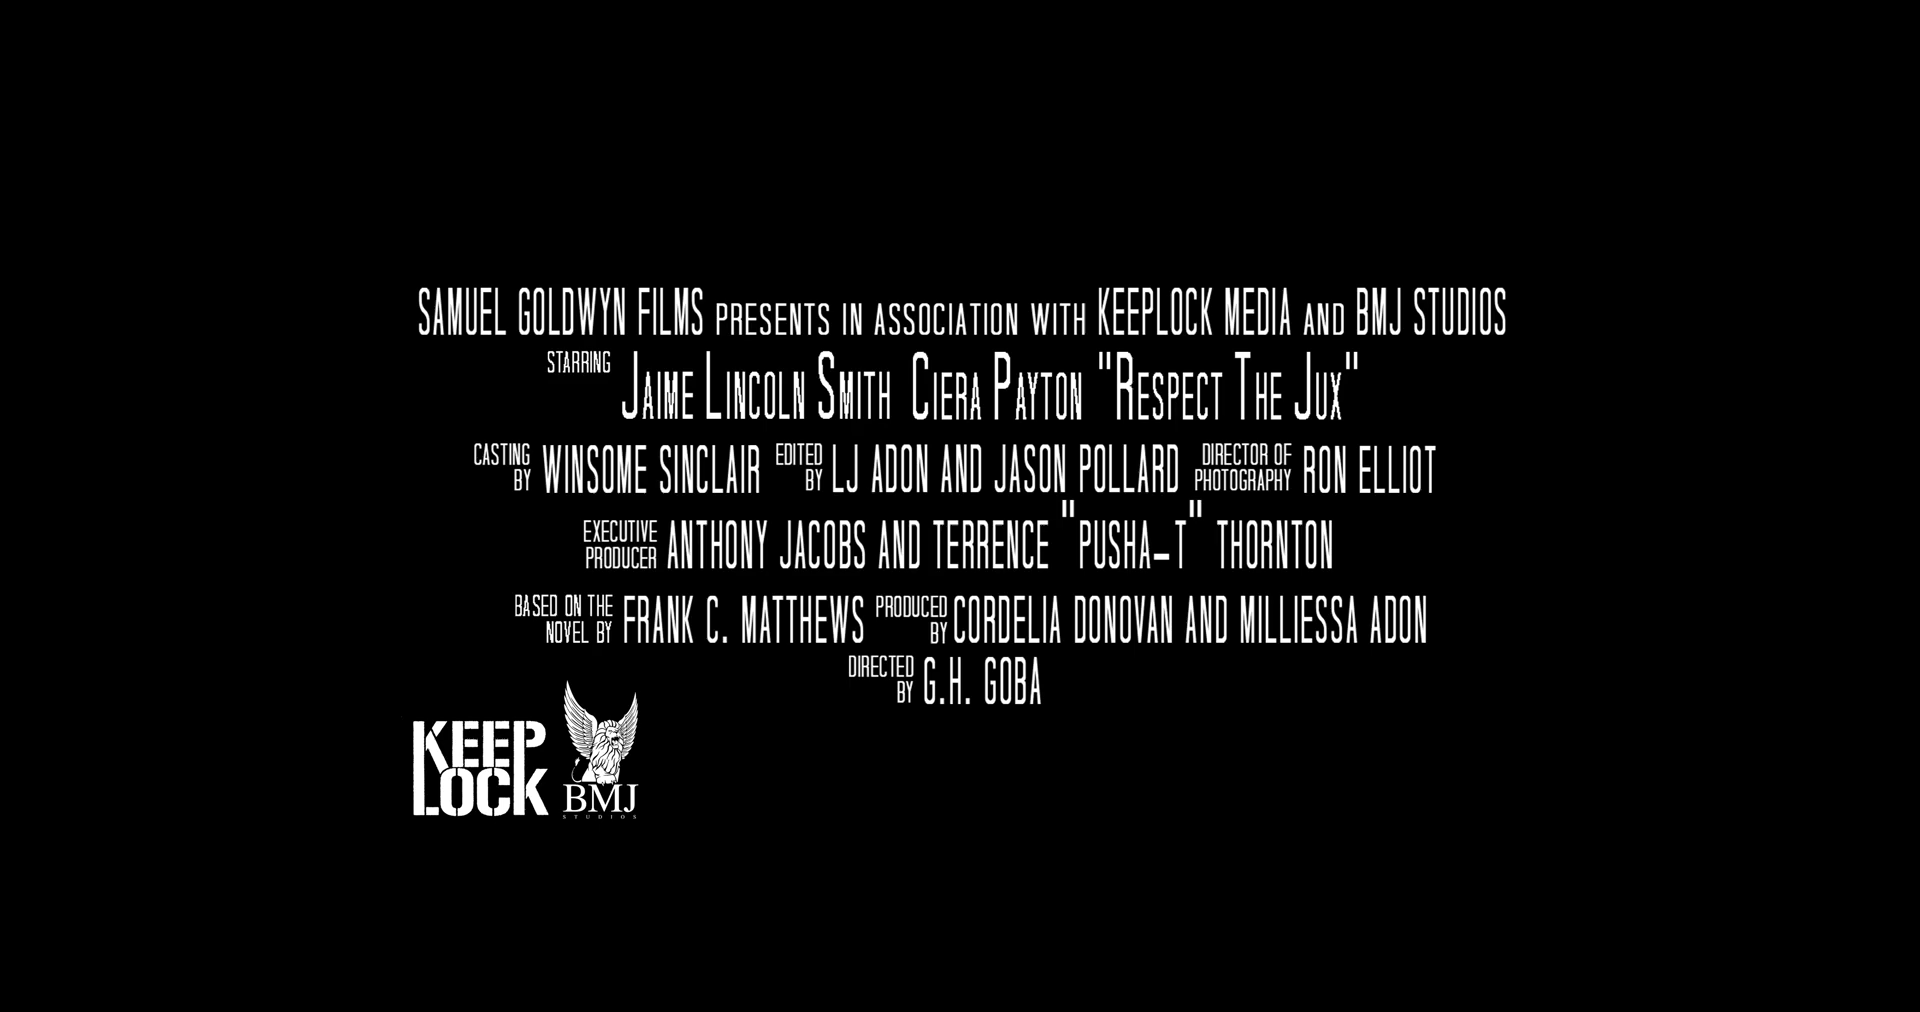 SAMUEL GOLDWYN FILMS PRESENTS IN ASSOCIATION WITH KEEPLOCK MEDIA AND BMJ STUDIOS
STARRING JAIME LINCOLN SMITH CIERA PAYTON "RESPECT THE JUX"
CASTING BY WINSOME SINCLAIR EDITED BY LJ ADON AND JASON POLLARD DIRECTOR OF PHOTOGRAPHY RON ELLIOT
EXECUTIVE PRODUCER ANTHONY JACOBS AND TERRENCE "PUSHA-T" THORNTON
BASED ON THE NOVEL BY FRANK C. MATTHEWS PRODUCED BY CORDELIA DONOVAN AND MILLIESSA ADON
DIRECTED BY G.H. GOBA
KEEP
LOCK
BMJ
STUDIOS